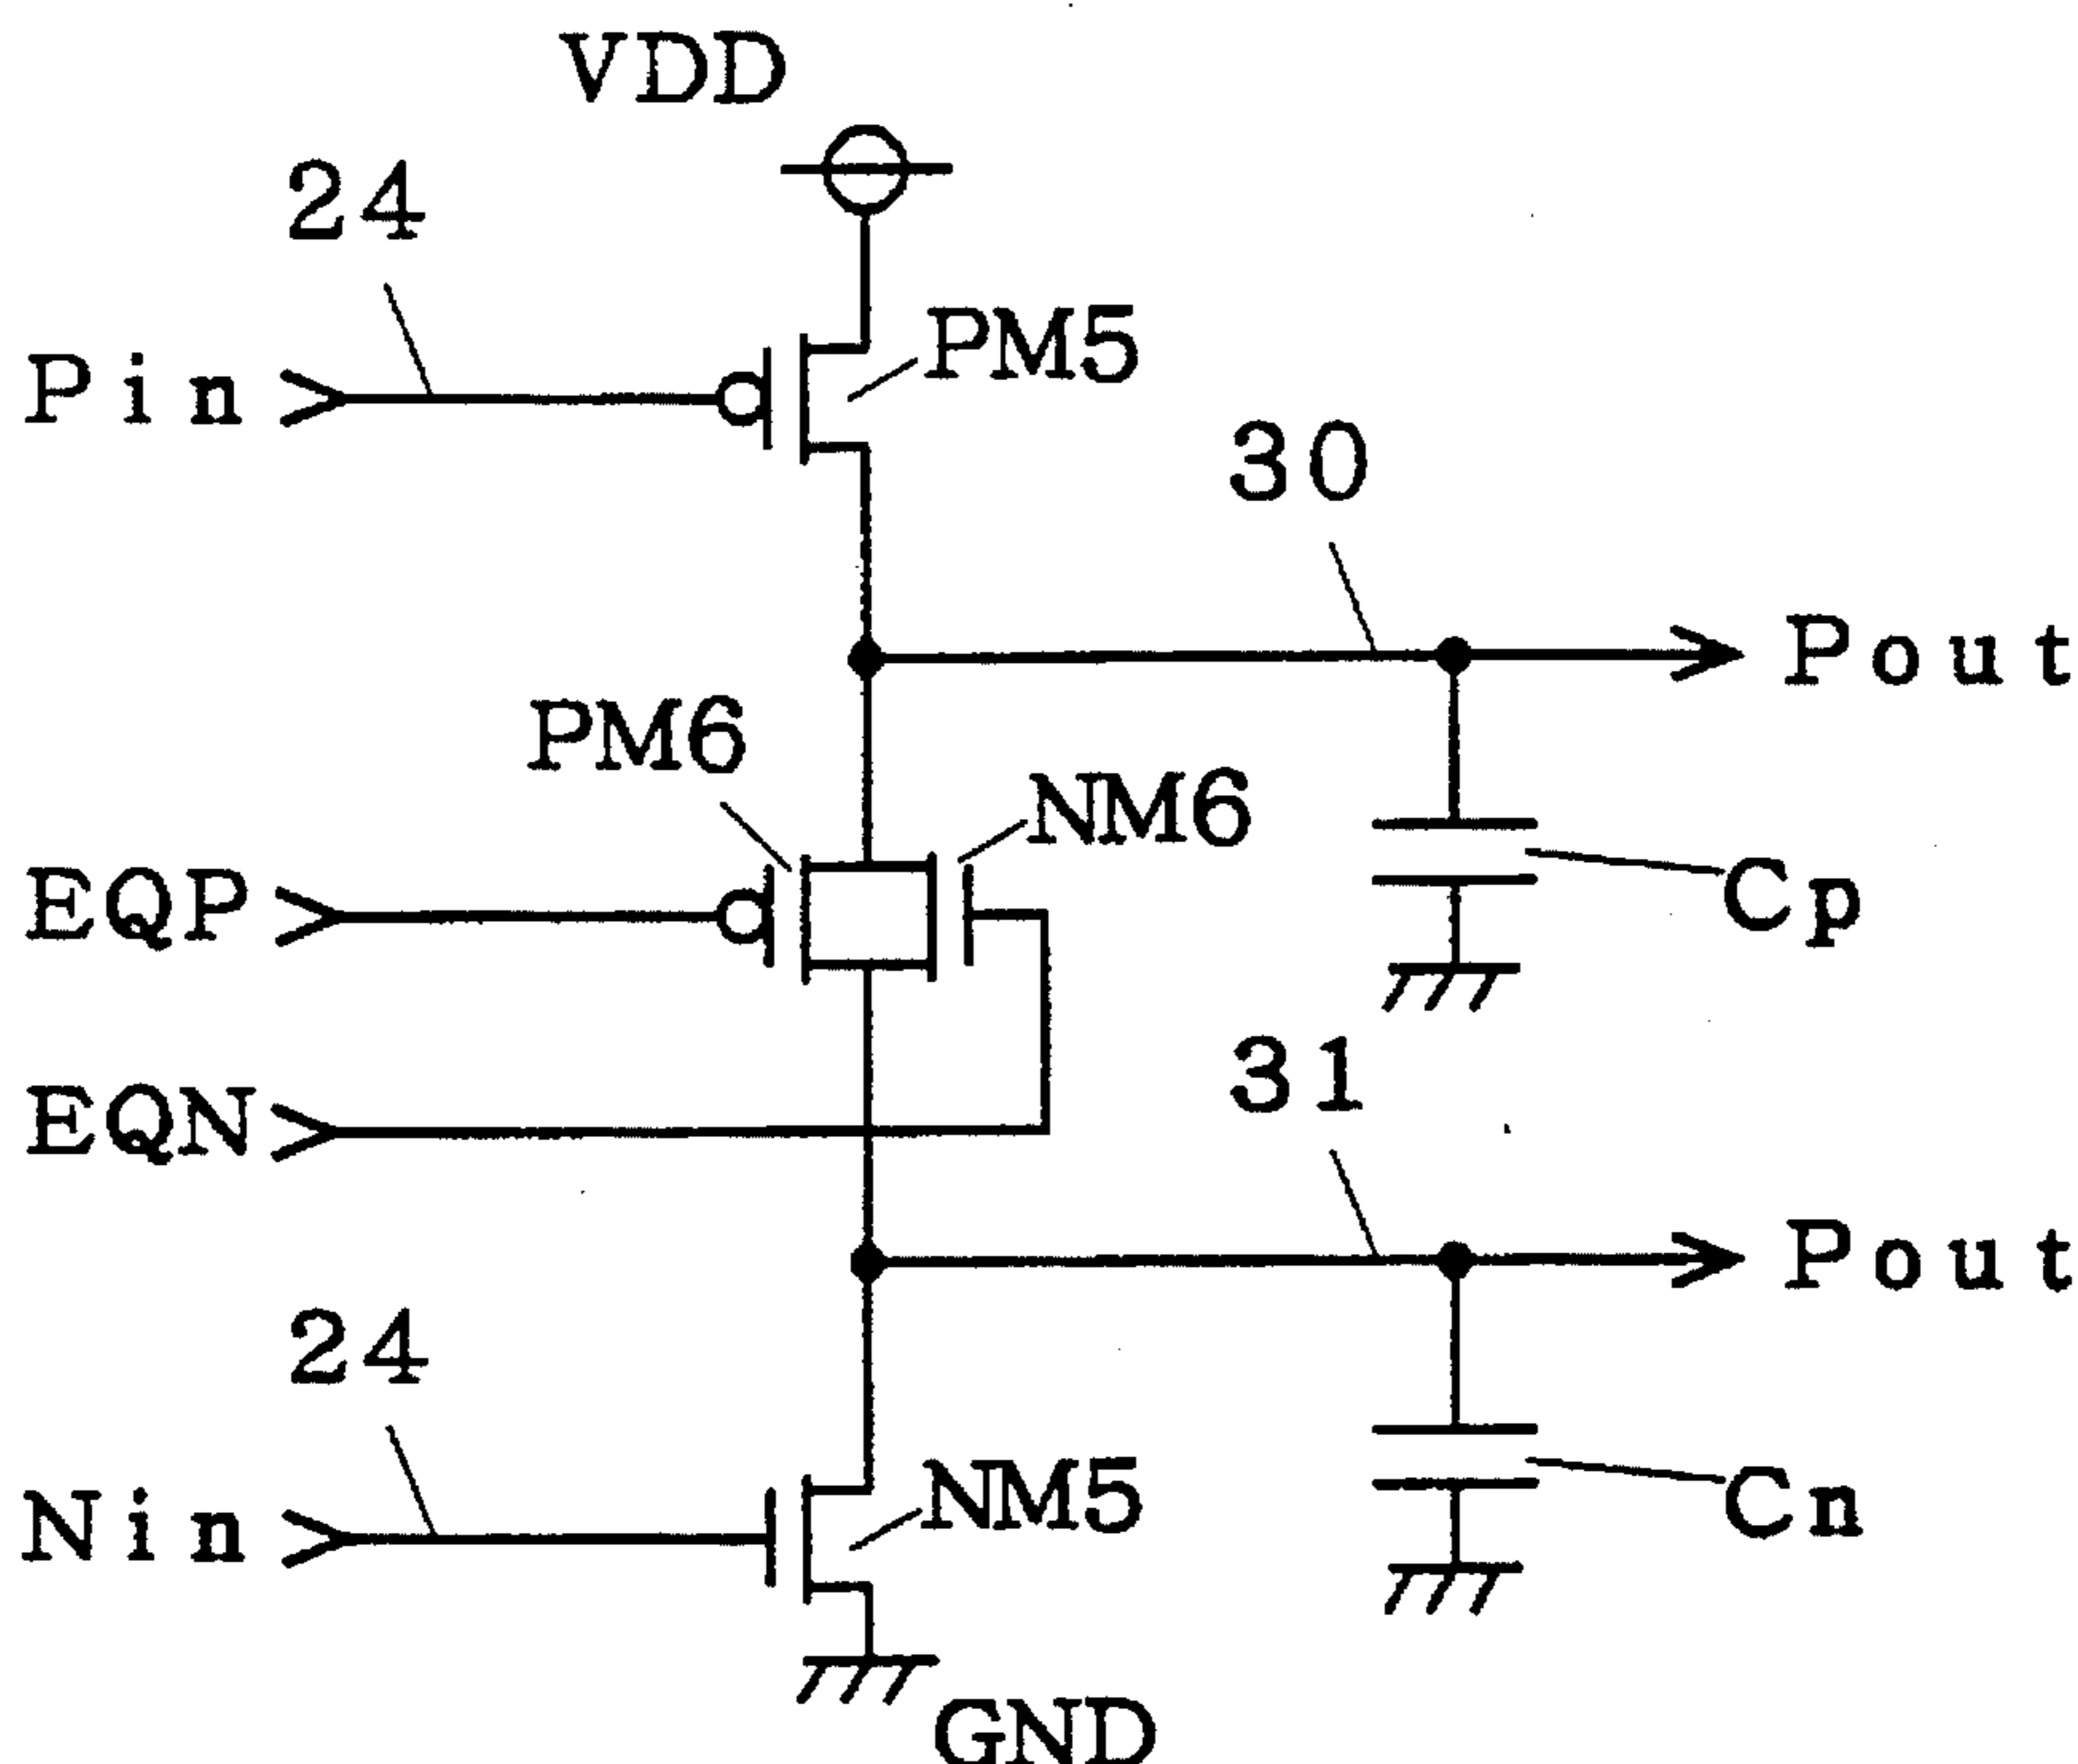 VDD
24
PM5
Pin
30
Pout
PM6
NM6
EQP
Cp
31
EQN
Pout
24
NM5
Cn
Nin
GND